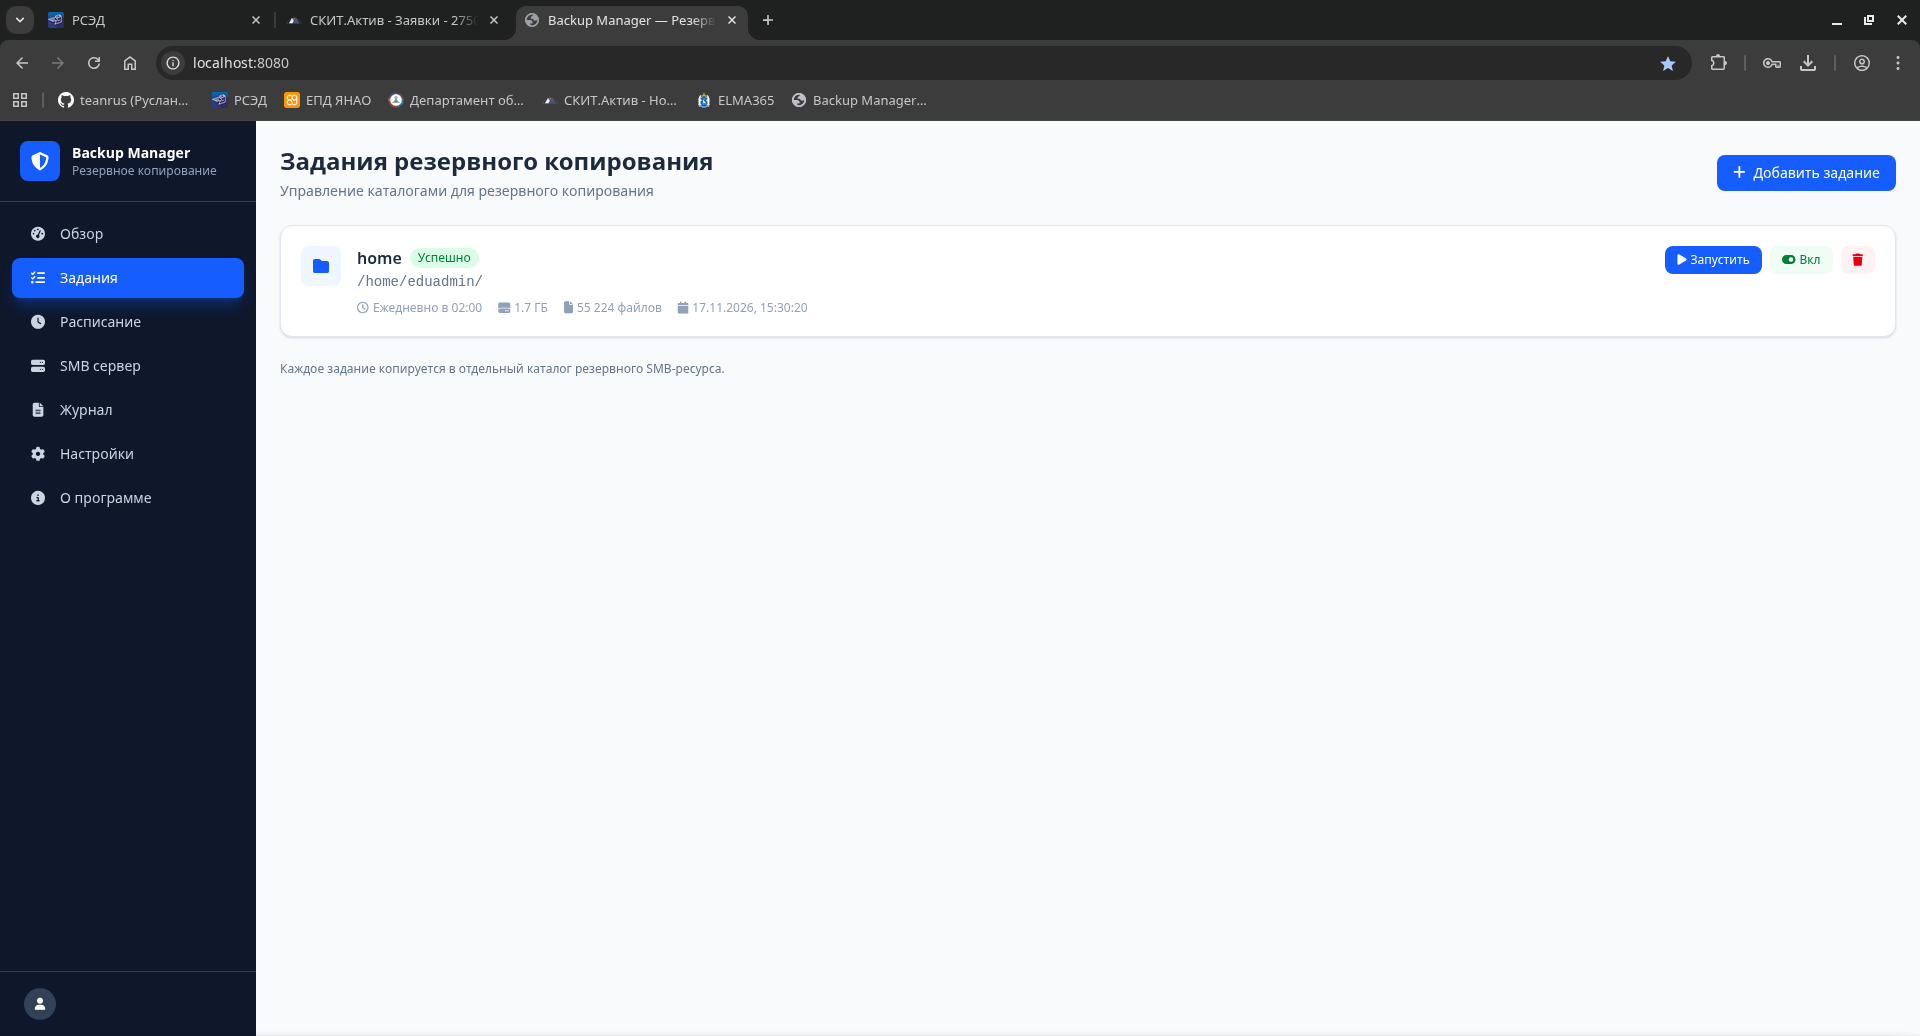 РСЭД
СКИТ.Актив - Заявки - 275
Backup Manager — Резерв
localhost:8080
teanrus (Руслан...
РСЭД
ЕПД ЯНАО
Департамент об...
СКИТ.Актив - Но...
ELMA365
Backup Manager...
Backup Manager
Резервное копирование
Обзор
Задания
Расписание
SMB сервер
Журнал
Настройки
О программе
Задания резервного копирования
Управление каталогами для резервного копирования
Добавить задание
home Успешно
/home/eduadmin/
Ежедневно в 02:00 1.7 ГБ 55 224 файлов 17.11.2026, 15:30:20
Запустить Вкл
Каждое задание копируется в отдельный каталог резервного SMB-ресурса.